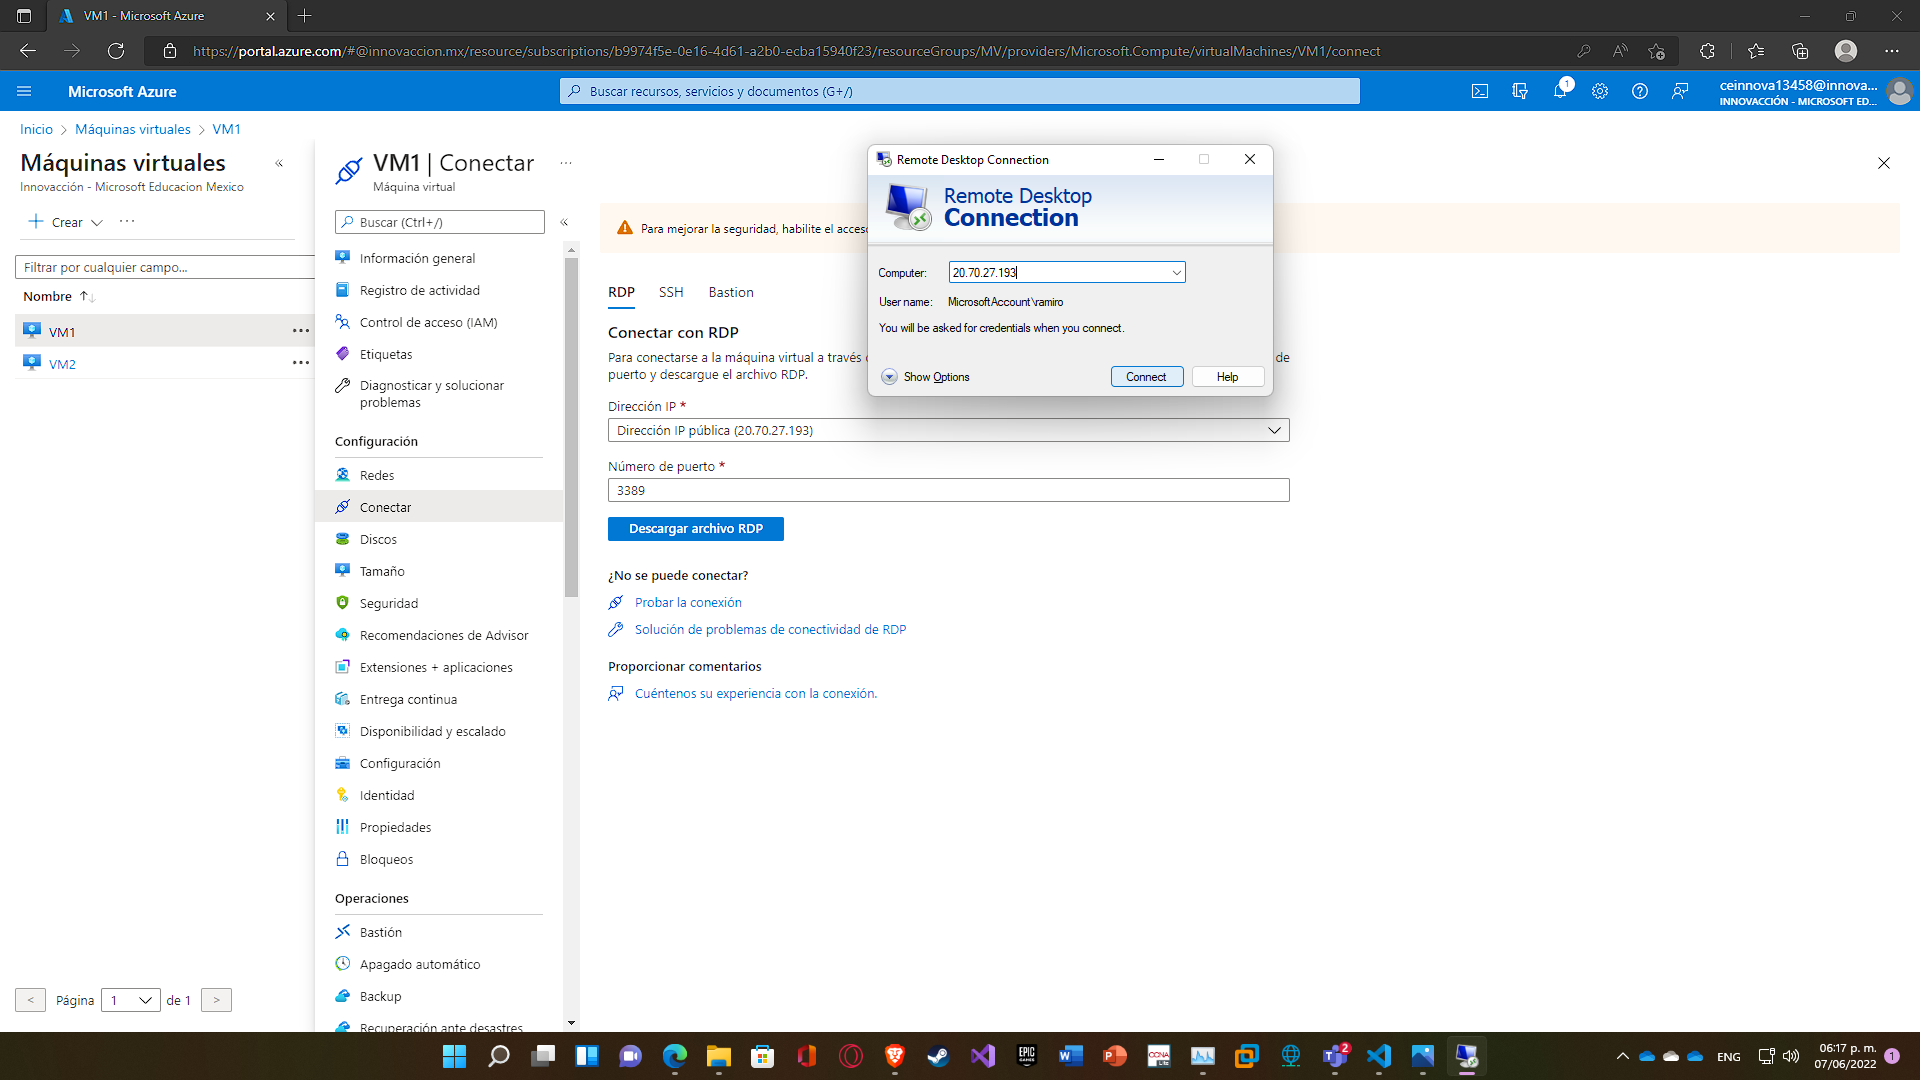 VM1 - Microsoft Azure
https://portal.azure.com/#@innovaccion.mx/resource/subscriptions/b9974f5e-0e16-4d61-a2b0-ecba15940f23/resourceGroups/MV/providers/Microsoft.Compute/virtualMachines/VM1/connect
Microsoft Azure
Buscar recursos, servicios y documentos (G+/)
1
ceinnova13458@innova...
INNOVACCIÓN - MICROSOFT ED...
Inicio > Máquinas virtuales > VM1
Máquinas virtuales
Innovacción - Microsoft Educacion Mexico
Crear
Filtrar por cualquier campo...
Nombre
VM1
VM2
< Página 1 de 1 >
VM1 | Conectar
Máquina virtual
Buscar (Ctrl+/)
Información general
Registro de actividad
Control de acceso (IAM)
Etiquetas
Diagnosticar y solucionar
problemas
Configuración
Redes
Conectar
Discos
Tamaño
Seguridad
Recomendaciones de Advisor
Extensiones + aplicaciones
Entrega continua
Disponibilidad y escalado
Configuración
Identidad
Propiedades
Bloqueos
Operaciones
Bastión
Apagado automático
Backup
Recuperación ante desastres
Para mejorar la seguridad, habilite el acceso
RDP SSH Bastion
Conectar con RDP
Para conectarse a la máquina virtual a través de
puerto y descargue el archivo RDP.
Dirección IP *
Dirección IP pública (20.70.27.193)
Número de puerto *
3389
Descargar archivo RDP
¿No se puede conectar?
Probar la conexión
Solución de problemas de conectividad de RDP
Proporcionar comentarios
Cuéntenos su experiencia con la conexión.
Remote Desktop Connection
Remote Desktop
Connection
Computer: 20.70.27.193
User name: MicrosoftAccount\ramiro
You will be asked for credentials when you connect.
Show Options
Connect
Help
EPIC
GAMES
CCNA
2
ENG
06:17 p. m.
07/06/2022
1